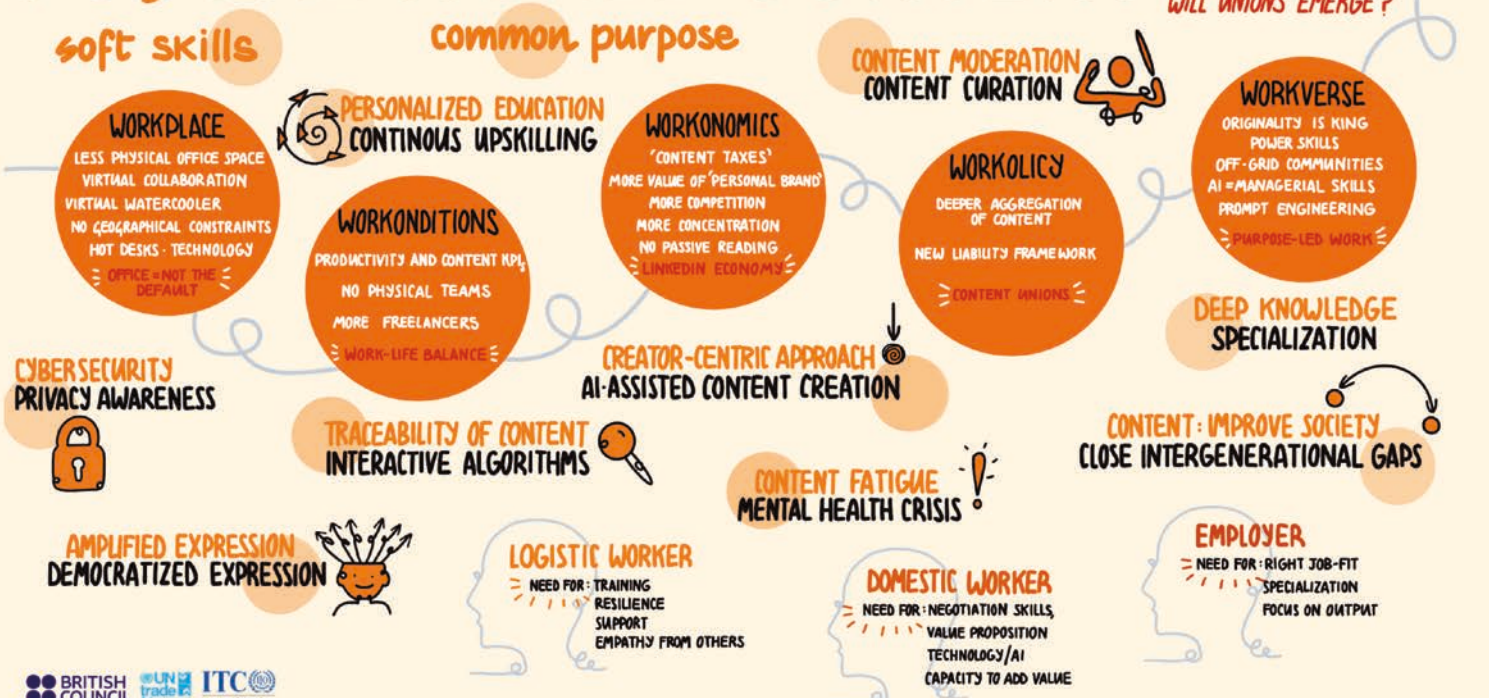 WILL UNIONS EMERGE?
soft skills
common purpose
CONTENT MODERATION
CONTENT CURATION
PERSONALIZED EDUCATION
CONTINOUS UPSKILLING
WORKPLACE
LESS PHYSICAL OFFICE SPACE
VIRTUAL COLLABORATION
VIRTUAL WATERCOOLER
NO GEOGRAPHICAL CONSTRAINTS
HOT DESKS · TECHNOLOGY
OFFICE = NOT THE
DEFAULT
WORKONDITIONS
PRODUCTIVITY AND CONTENT KPIs
NO PHYSICAL TEAMS
MORE FREELANCERS
WORK-LIFE BALANCE
WORKONOMICS
'CONTENT TAXES'
MORE VALUE OF 'PERSONAL BRAND'
MORE COMPETITION
MORE CONCENTRATION
NO PASSIVE READING
LINKEDIN ECONOMY
WORKOLICY
DEEPER AGGREGATION
OF CONTENT
NEW LIABILITY FRAMEWORK
CONTENT UNIONS
WORKVERSE
ORIGINALITY IS KING
POWER SKILLS
OFF-GRID COMMUNITIES
AI = MANAGERIAL SKILLS
PROMPT ENGINEERING
PURPOSE-LED WORK
DEEP KNOWLEDGE
SPECIALIZATION
CYBERSECURITY
PRIVACY AWARENESS
CREATOR-CENTRIC APPROACH
AI-ASSISTED CONTENT CREATION
TRACEABILITY OF CONTENT
INTERACTIVE ALGORITHMS
CONTENT: IMPROVE SOCIETY
CLOSE INTERGENERATIONAL GAPS
CONTENT FATIGUE
MENTAL HEALTH CRISIS
AMPLIFIED EXPRESSION
DEMOCRATIZED EXPRESSION
LOGISTIC WORKER
NEED FOR: TRAINING
RESILIENCE
SUPPORT
EMPATHY FROM OTHERS
DOMESTIC WORKER
NEED FOR: NEGOTIATION SKILLS,
VALUE PROPOSITION
TECHNOLOGY/AI
CAPACITY TO ADD VALUE
EMPLOYER
NEED FOR: RIGHT JOB-FIT
SPECIALIZATION
FOCUS ON OUTPUT
BRITISH
COUNCIL
UN
trade
ITC